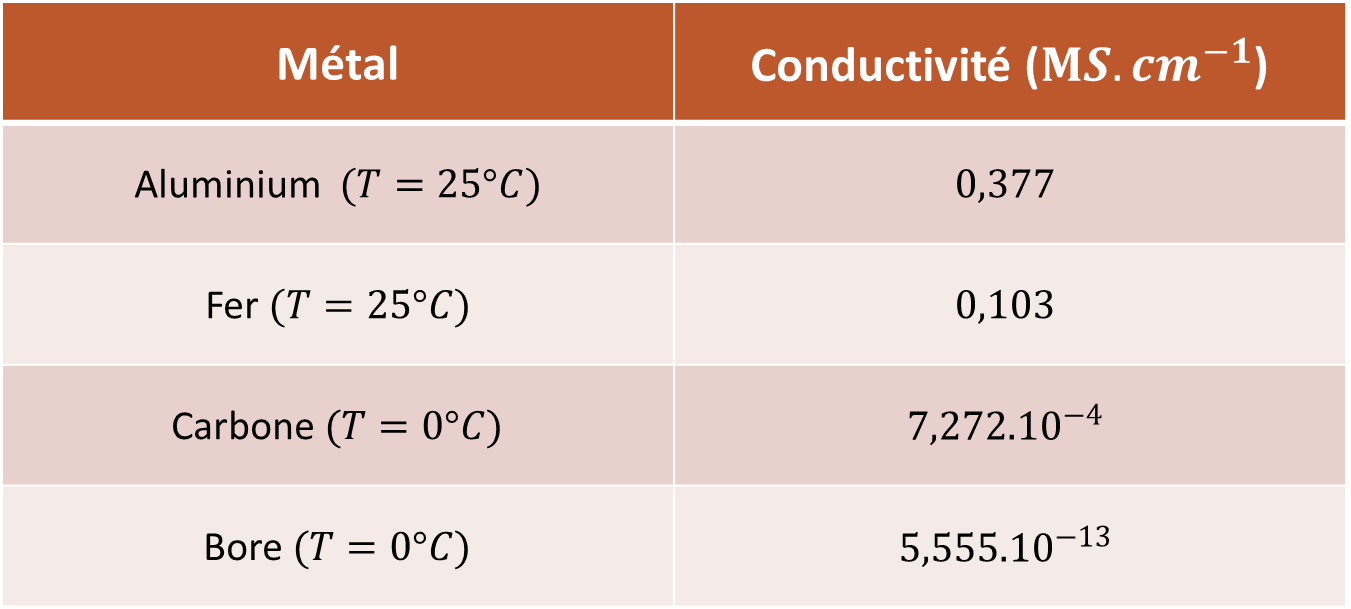 Métal Conductivité (MS.cm⁻¹)
Aluminium (T = 25°C) 0,377
Fer (T = 25°C) 0,103
Carbone (T = 0°C) 7,272.10⁻⁴
Bore (T = 0°C) 5,555.10⁻¹³